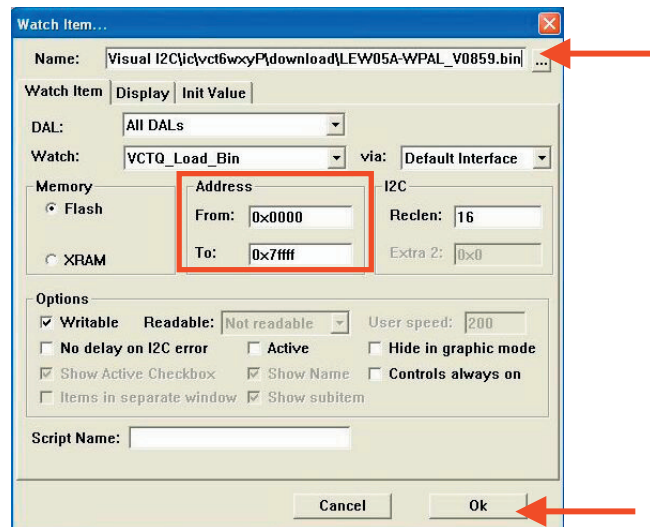 Watch Item...
Name: Visual I2C\ic\vct6wxyP\download\LEW05A-WPAL_V0859.bin ...
Watch Item Display Init Value
DAL: All DALs
Watch: VCTQ_Load_Bin via: Default Interface
Memory Address I2C
Flash From: 0x0000 Reclen: 16
XRAM To: 0x7ffff Extra 2: 0x0
Options
Writable Readable: Not readable User speed: 200
No delay on I2C error Active Hide in graphic mode
Show Active Checkbox Show Name Controls always on
Items in separate window Show subitem
Script Name:
Cancel Ok